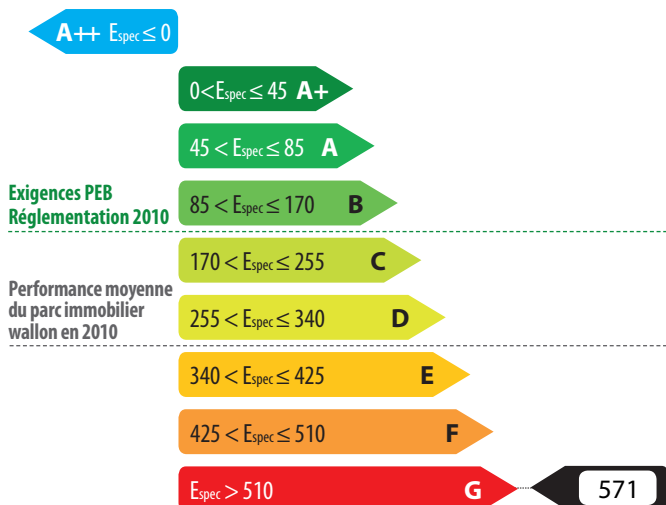 A++ Espec ≤ 0
0<Espec ≤ 45 A+
45 < Espec ≤ 85 A
Exigences PEB
Réglementation 2010
85 < Espec ≤ 170 B
170 < Espec ≤ 255 C
Performance moyenne
du parc immobilier
wallon en 2010
255 < Espec ≤ 340 D
340 < Espec ≤ 425 E
425 < Espec ≤ 510 F
Espec > 510 G 571